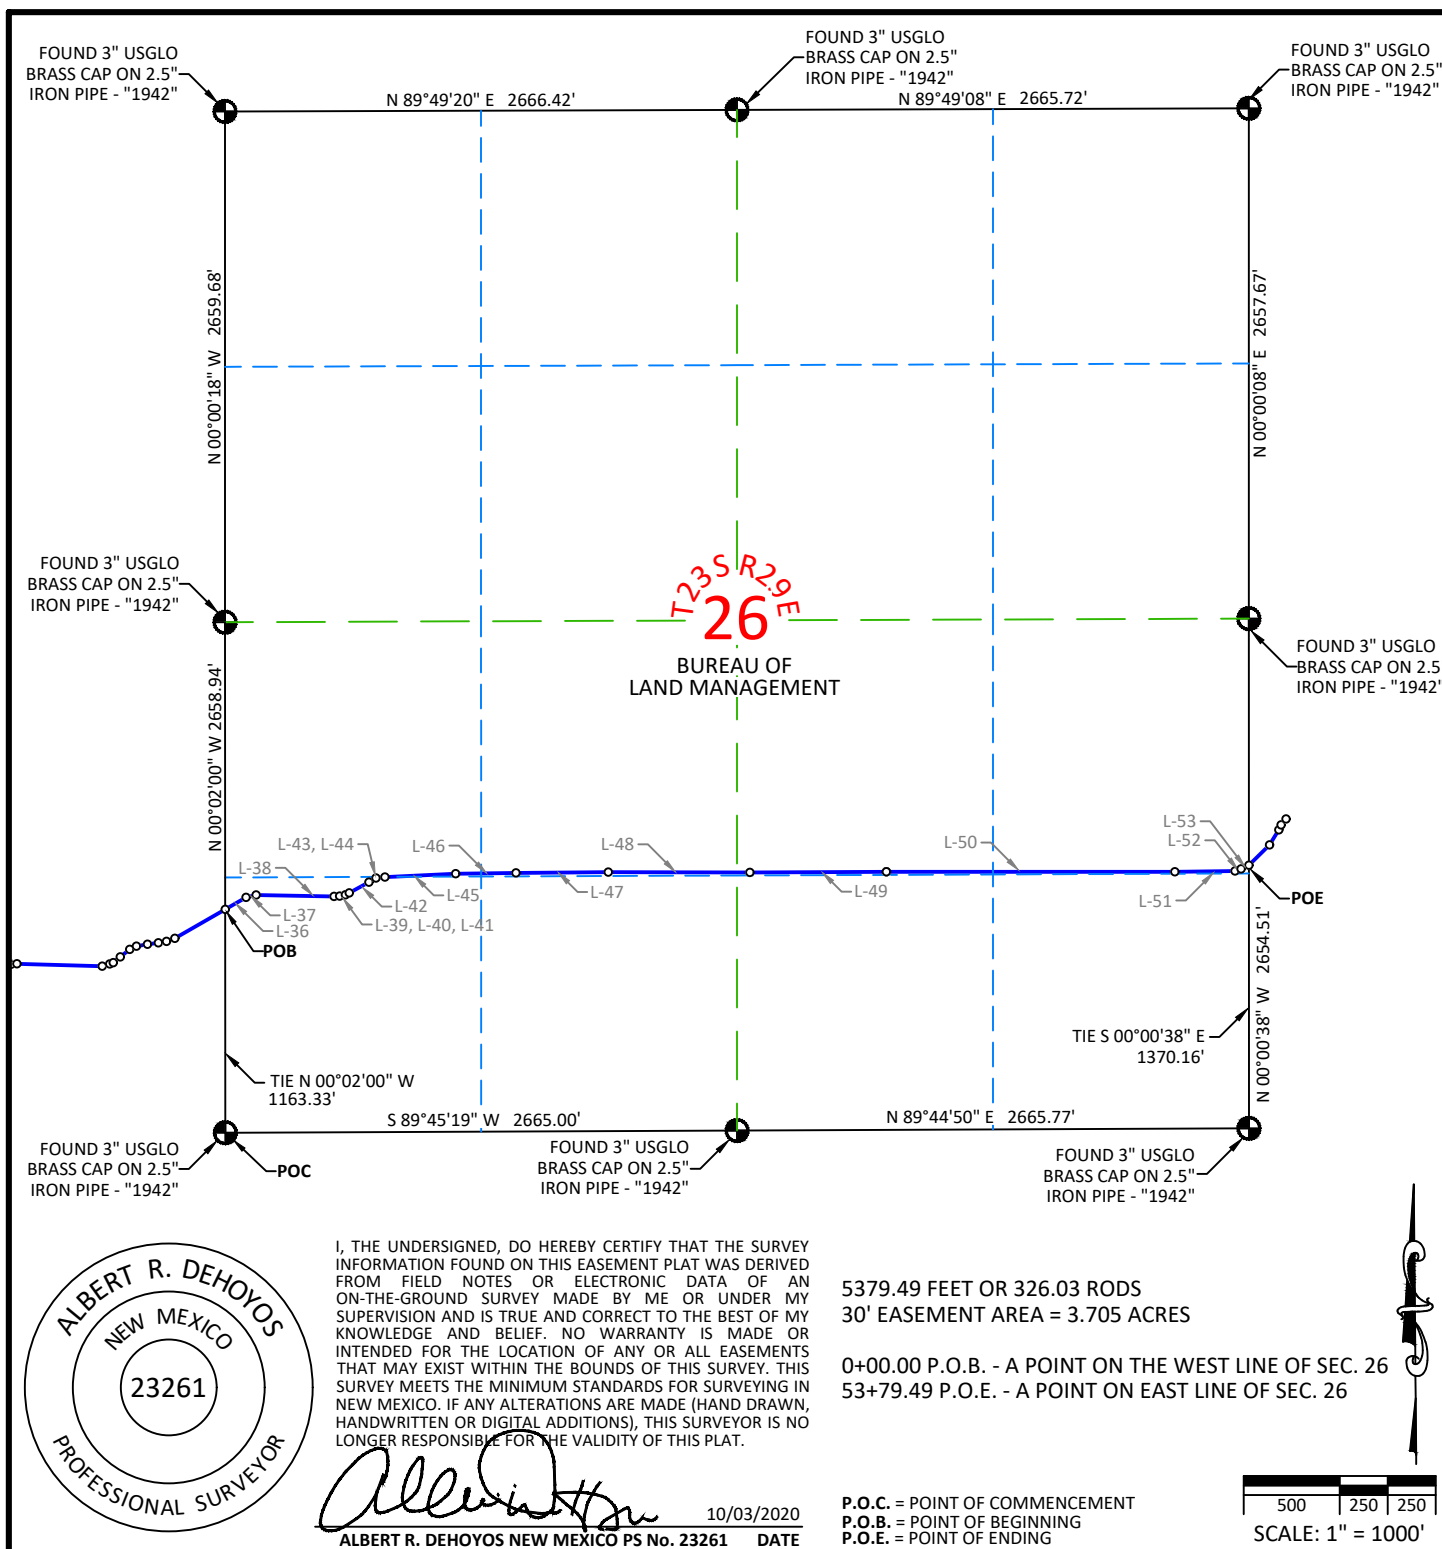 FOUND 3" USGLO
BRASS CAP ON 2.5"
IRON PIPE - "1942"
FOUND 3" USGLO
BRASS CAP ON 2.5"
IRON PIPE - "1942"
FOUND 3" USGLO
BRASS CAP ON 2.5"
IRON PIPE - "1942"
N 89°49'20" E 2666.42'
N 89°49'08" E 2665.72'
N 00°00'18" W 2659.68'
N 00°00'08" E 2657.67'
FOUND 3" USGLO
BRASS CAP ON 2.5"
IRON PIPE - "1942"
T23S R29E
26
BUREAU OF
LAND MANAGEMENT
FOUND 3" USGLO
BRASS CAP ON 2.5
IRON PIPE - "1942"
N 00°02'00" W 2658.94'
L-43, L-44
L-46
L-48
L-50
L-53
L-52
L-38
L-45
L-47
L-49
L-51
L-42
L-37
L-36
L-39, L-40, L-41
POB
POE
N 00°00'38" W 2654.51'
TIE S 00°00'38" E
1370.16'
TIE N 00°02'00" W
1163.33'
S 89°45'19" W 2665.00'
N 89°44'50" E 2665.77'
FOUND 3" USGLO
BRASS CAP ON 2.5"
IRON PIPE - "1942"
POC
FOUND 3" USGLO
BRASS CAP ON 2.5"
IRON PIPE - "1942"
FOUND 3" USGLO
BRASS CAP ON 2.5"
IRON PIPE - "1942"
ALBERT R. DEHOYOS
NEW MEXICO
23261
PROFESSIONAL SURVEYOR
I, THE UNDERSIGNED, DO HEREBY CERTIFY THAT THE SURVEY
INFORMATION FOUND ON THIS EASEMENT PLAT WAS DERIVED
FROM FIELD NOTES OR ELECTRONIC DATA OF AN
ON-THE-GROUND SURVEY MADE BY ME OR UNDER MY
SUPERVISION AND IS TRUE AND CORRECT TO THE BEST OF MY
KNOWLEDGE AND BELIEF. NO WARRANTY IS MADE OR
INTENDED FOR THE LOCATION OF ANY OR ALL EASEMENTS
THAT MAY EXIST WITHIN THE BOUNDS OF THIS SURVEY. THIS
SURVEY MEETS THE MINIMUM STANDARDS FOR SURVEYING IN
NEW MEXICO. IF ANY ALTERATIONS ARE MADE (HAND DRAWN,
HANDWRITTEN OR DIGITAL ADDITIONS), THIS SURVEYOR IS NO
LONGER RESPONSIBLE FOR THE VALIDITY OF THIS PLAT.
10/03/2020
ALBERT R. DEHOYOS NEW MEXICO PS No. 23261 DATE
5379.49 FEET OR 326.03 RODS
30' EASEMENT AREA = 3.705 ACRES
0+00.00 P.O.B. - A POINT ON THE WEST LINE OF SEC. 26
53+79.49 P.O.E. - A POINT ON EAST LINE OF SEC. 26
P.O.C. = POINT OF COMMENCEMENT
P.O.B. = POINT OF BEGINNING
P.O.E. = POINT OF ENDING
500 250 250
SCALE: 1" = 1000'